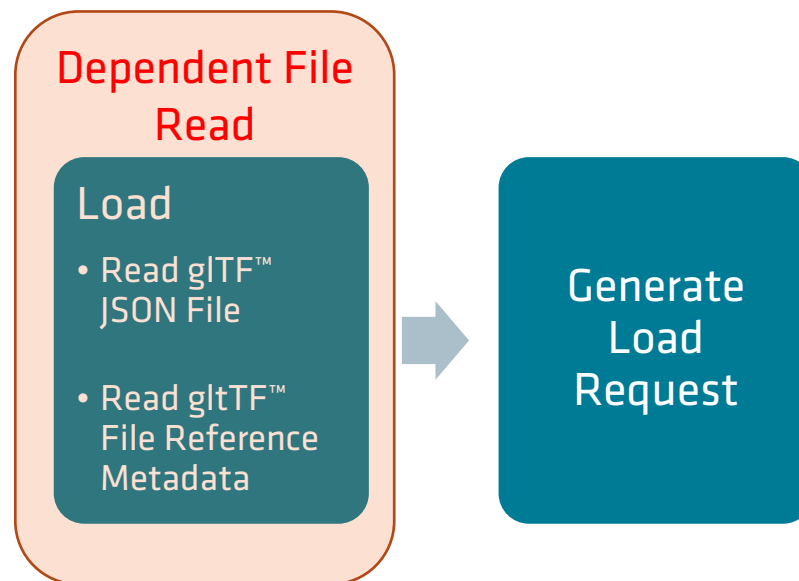 Dependent File
Read
Load
• Read glTF™
JSON File
• Read gltTF™
File Reference
Metadata
Generate
Load
Request